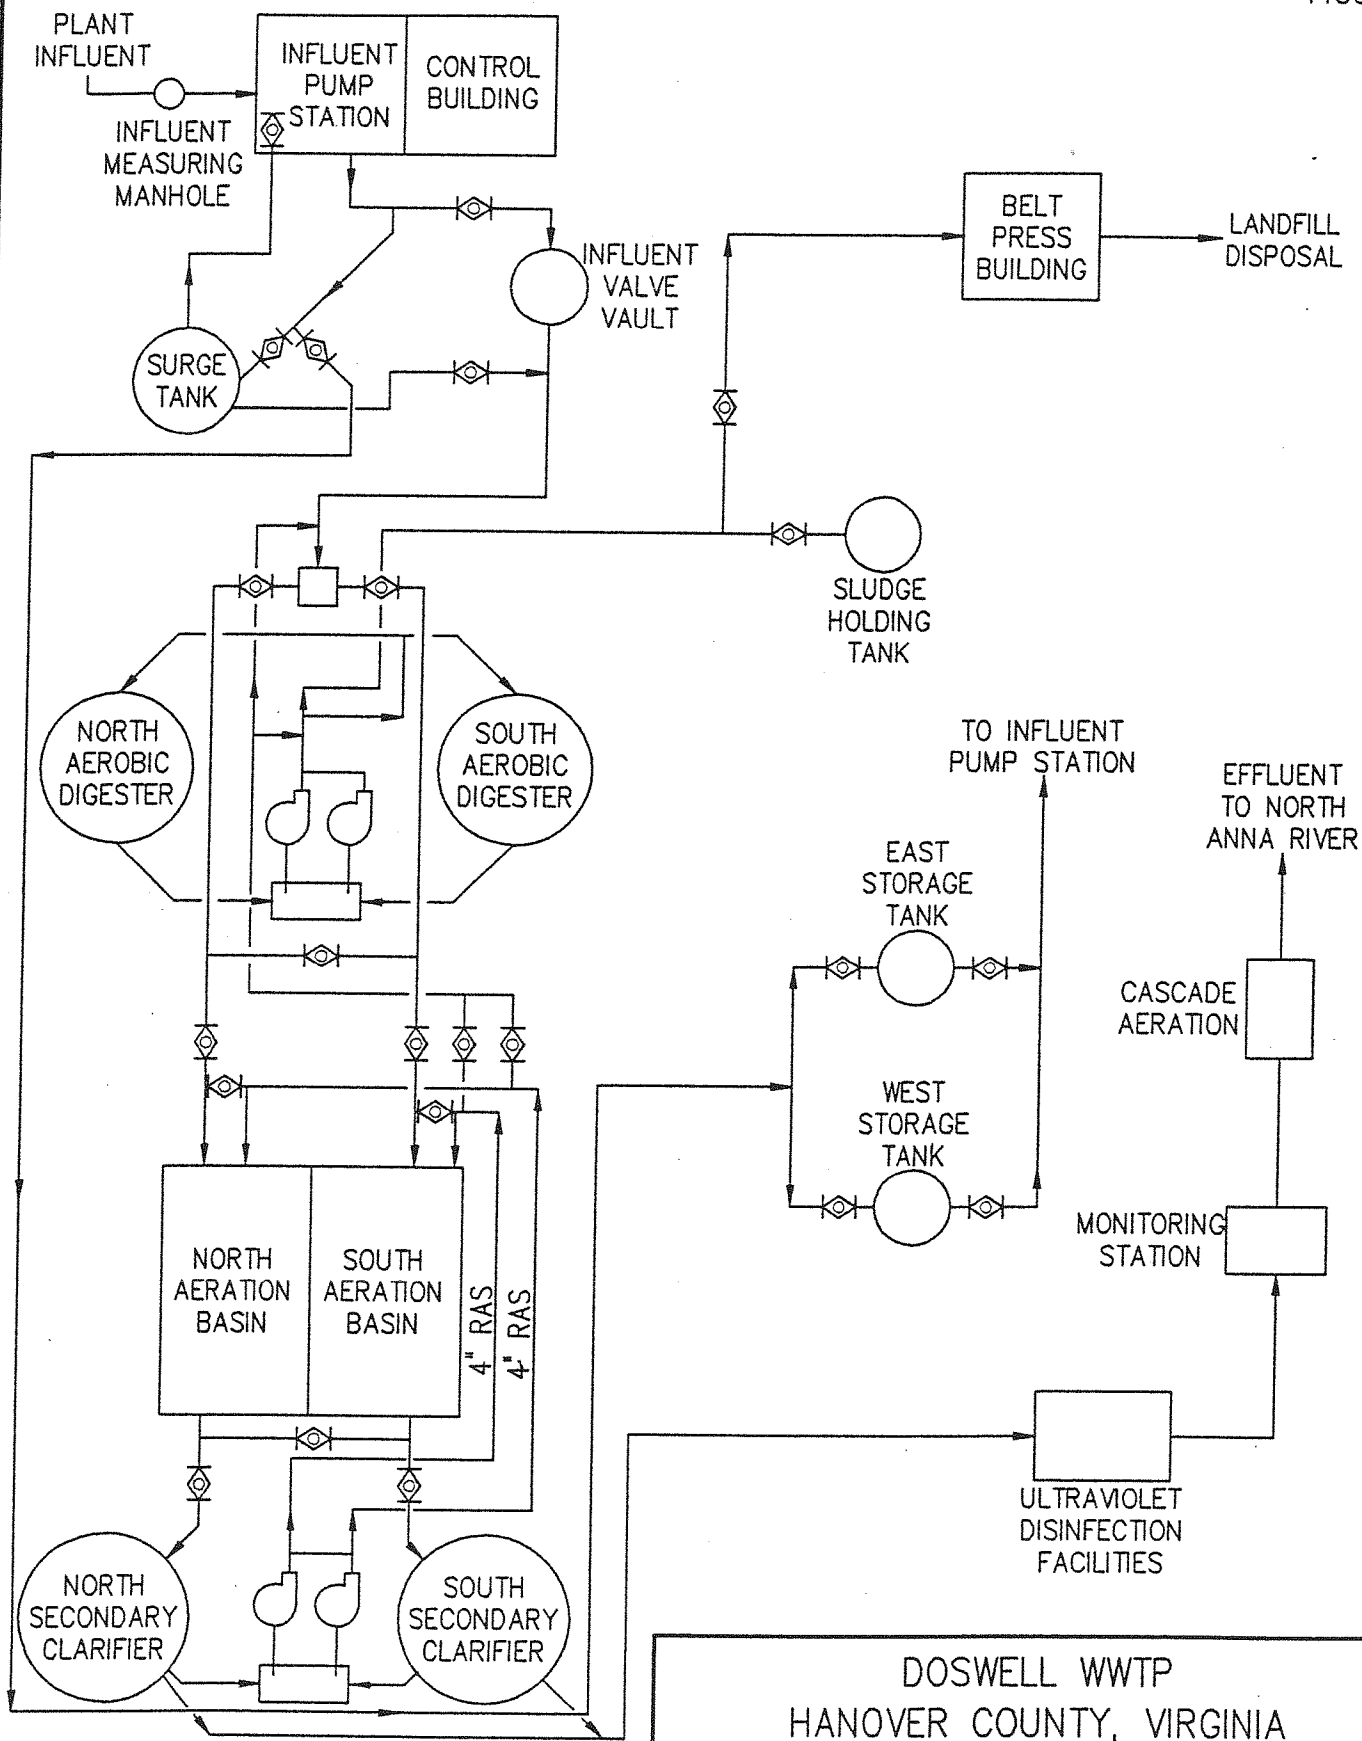 PLANT
INFLUENT
INFLUENT
PUMP
STATION
CONTROL
BUILDING
INFLUENT
MEASURING
MANHOLE
INFLUENT
VALVE
VAULT
BELT
PRESS
BUILDING
LANDFILL
DISPOSAL
SURGE
TANK
SLUDGE
HOLDING
TANK
NORTH
AEROBIC
DIGESTER
SOUTH
AEROBIC
DIGESTER
TO INFLUENT
PUMP STATION
EFFLUENT
TO NORTH
ANNA RIVER
EAST
STORAGE
TANK
CASCADE
AERATION
WEST
STORAGE
TANK
MONITORING
STATION
NORTH
AERATION
BASIN
SOUTH
AERATION
BASIN
4" RAS
4" RAS
ULTRAVIOLET
DISINFECTION
FACILITIES
NORTH
SECONDARY
CLARIFIER
SOUTH
SECONDARY
CLARIFIER
DOSWELL WWTP
HANOVER COUNTY, VIRGINIA